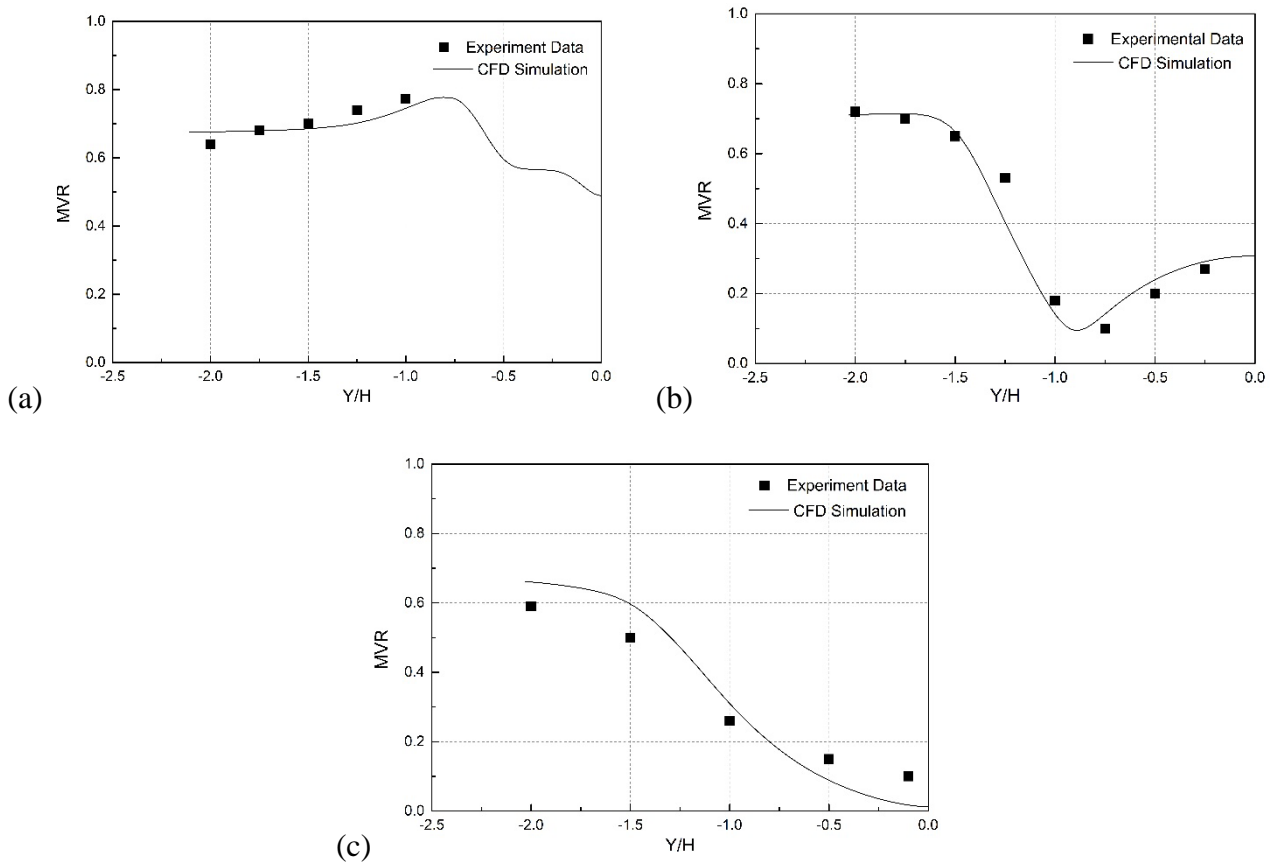 1.0
Experiment Data
CFD Simulation
0.8
0.6
MVR
0.4
0.2
0.0
-2.5 -2.0 -1.5 -1.0 -0.5 0.0
Y/H
(a)
1.0
Experimental Data
CFD Simulation
0.8
0.6
MVR
0.4
0.2
0.0
-2.5 -2.0 -1.5 -1.0 -0.5 0.0
Y/H
(b)
1.0
Experiment Data
CFD Simulation
0.8
0.6
MVR
0.4
0.2
0.0
-2.5 -2.0 -1.5 -1.0 -0.5 0.0
Y/H
(c)